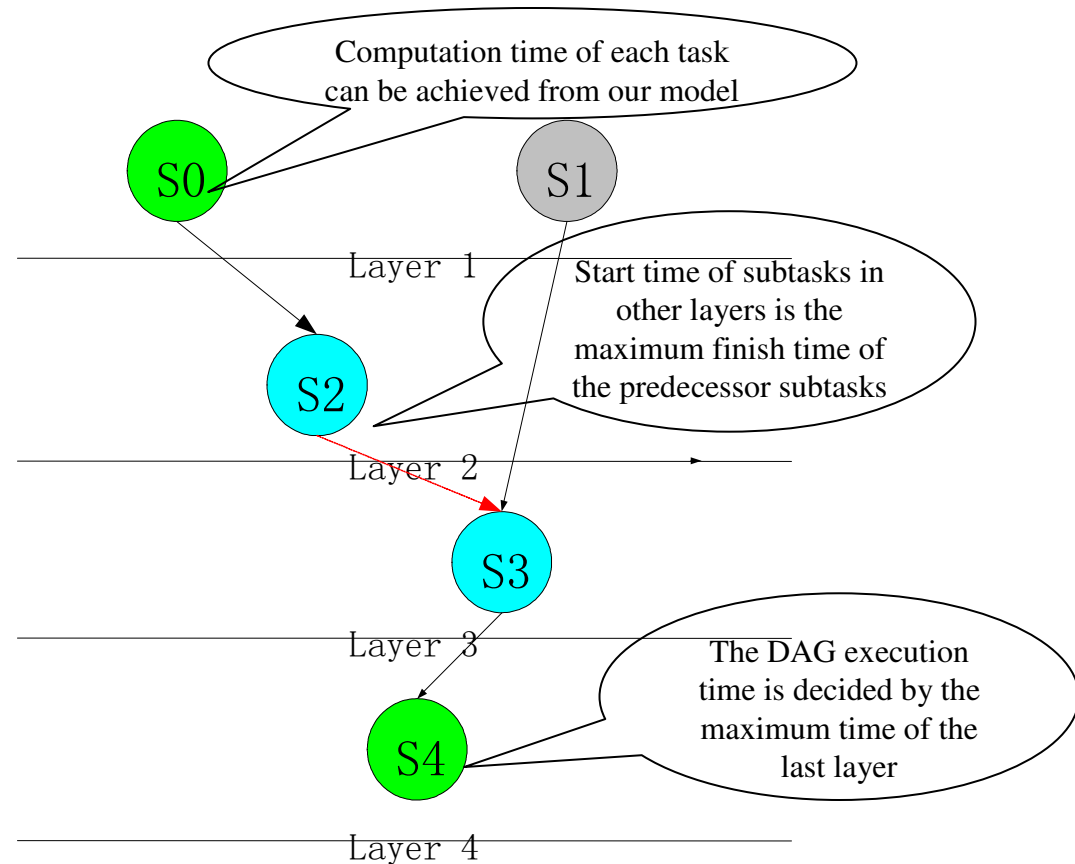 Computation time of each task
can be achieved from our model
S0
S1
Layer 1
Start time of subtasks in
other layers is the
maximum finish time of
the predecessor subtasks
S2
Layer 2
S3
Layer 3
The DAG execution
time is decided by the
maximum time of the
last layer
S4
Layer 4